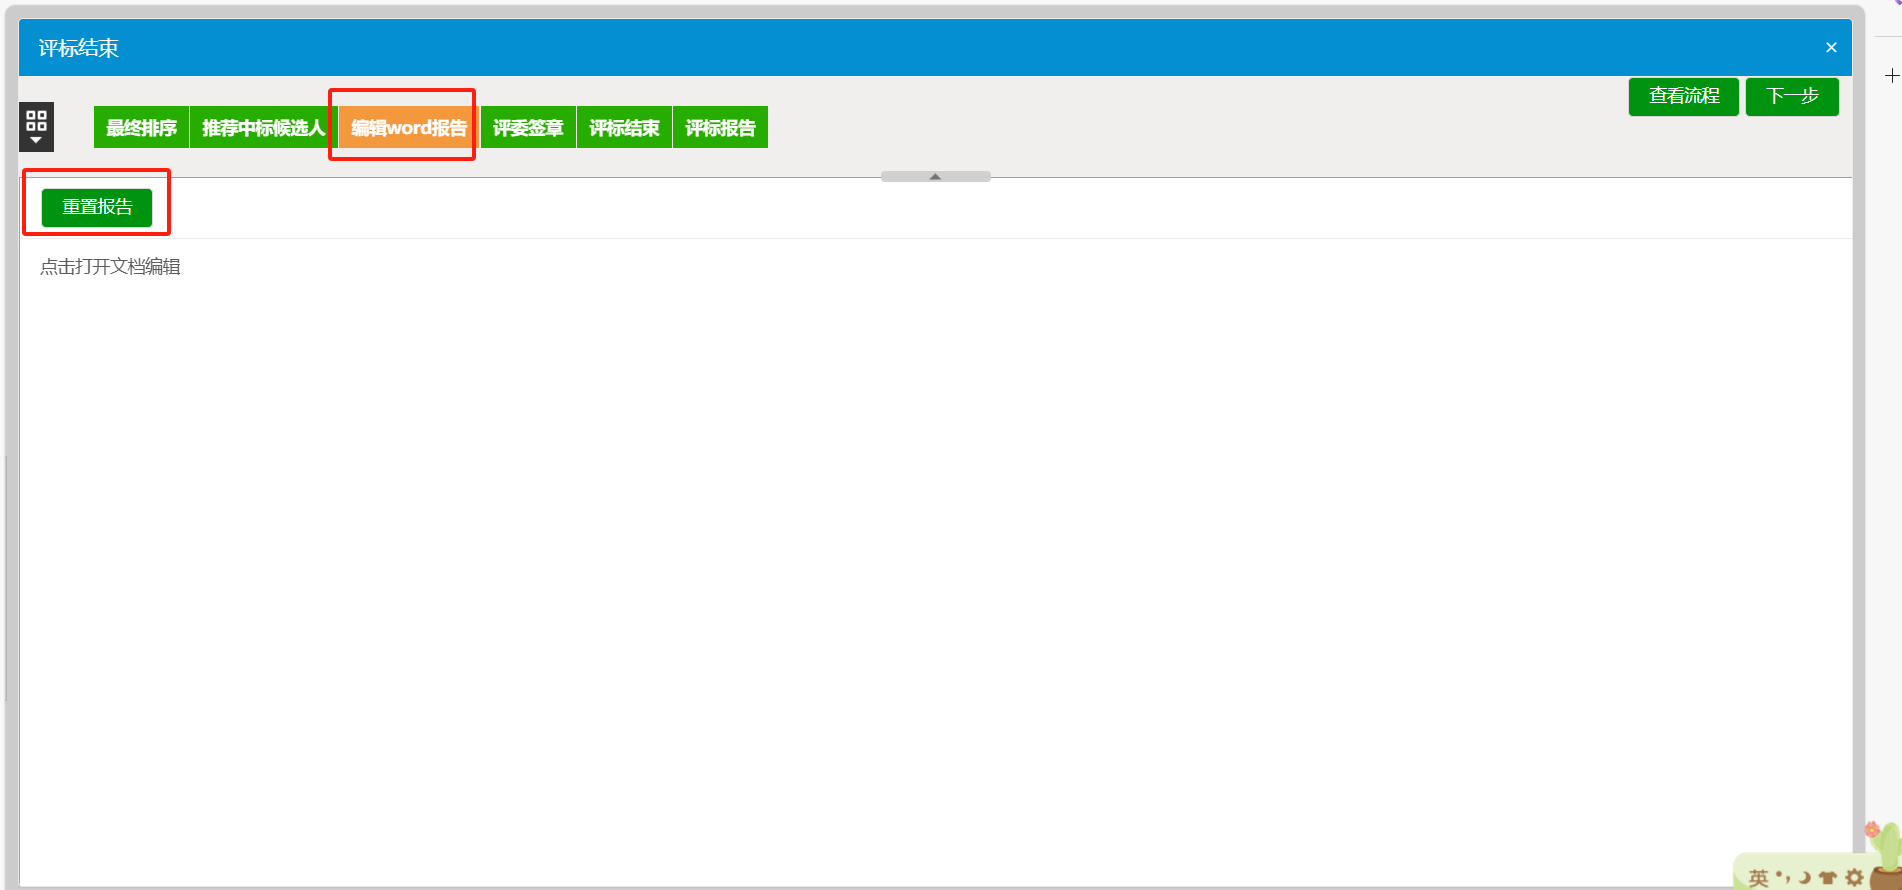 评标结束 ×
查看流程 下一步
最终排序 推荐中标候选人 编辑word报告 评委签章 评标结束 评标报告
重置报告
点击打开文档编辑
英